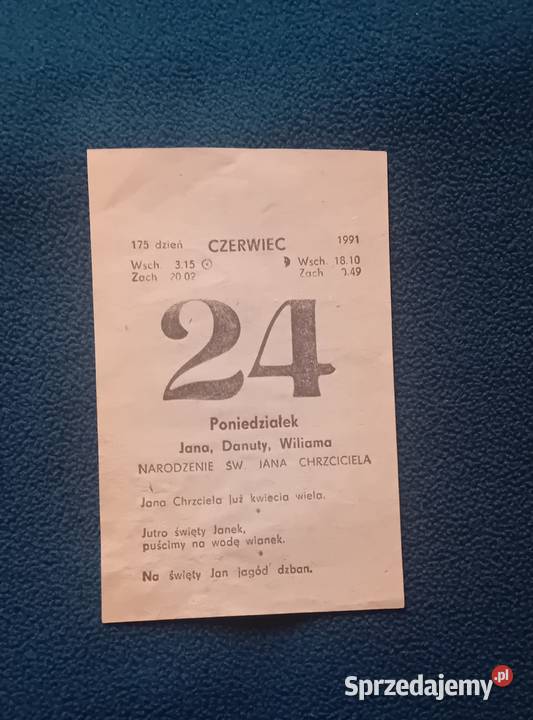 175 dzień CZERWIEC 1991
Wsch. 3.15 Wsch. 18.10
Zach 20.02 Zach .49
24
Poniedziałek
Jana, Danuty, Wiliama
NARODZENIE ŚW. JANA CHRZCICIELA
Jana Chrzciela już kwiecia wiela.
*
Jutro święty Janek,
puścimy na wodę wianek.
*
Na święty Jan jagód dzban.
Sprzedajemy.pl